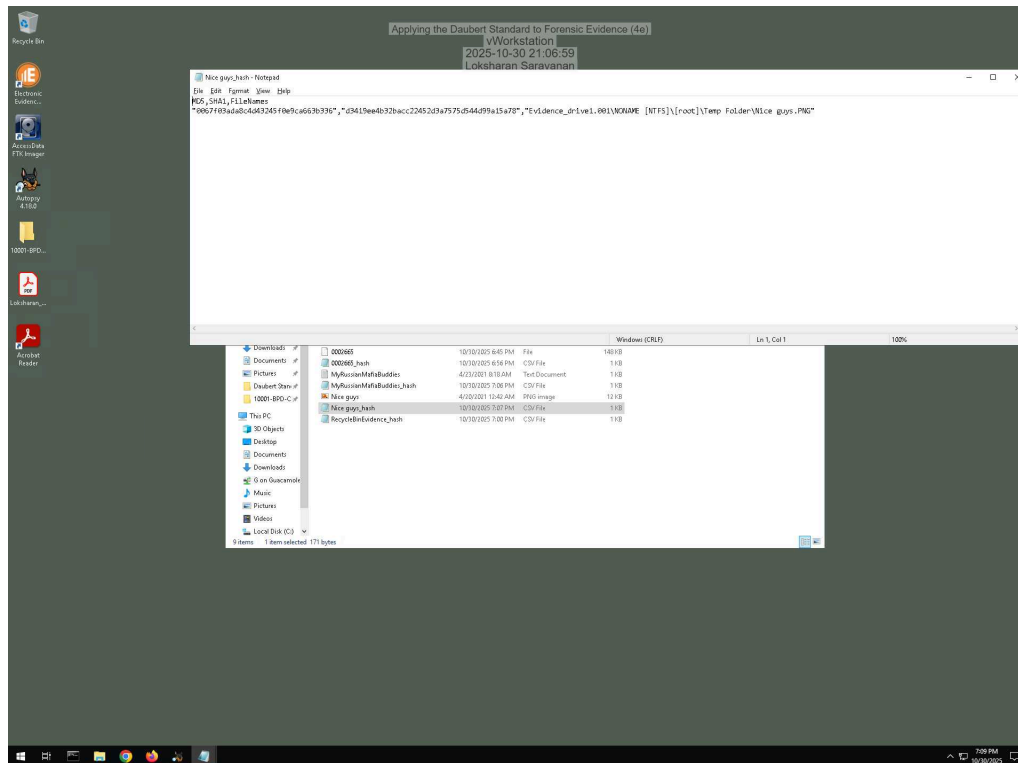 Applying the Daubert Standard to Forensic Evidence (4e)
vWorkstation
2025-10-30 21:06:59
Loksharan Saravanan
Recycle Bin
Electronic
Evidenc...
AccessData
FTK Imager
Autopsy
4.19.0
10001-BPD...
PDF
Loksharan_...
Acrobat
Reader
Nice guys_hash - Notepad
File Edit Format View Help
MD5,SHA1,FileNames
"0067f03ada8c4d43245f0e9ca663b336","d3419ee4b32bacc22452d3a7575d544d99a15a78","Evidence_drive1.001\NONAME [NTFS]\[root]\Temp Folder\Nice guys.PNG"
Windows (CRLF) Ln 1, Col 1 100%
Downloads
Documents
Pictures
Daubert Stan
10001-BPD-C
This PC
3D Objects
Desktop
Documents
Downloads
G on Guacamole
Music
Pictures
Videos
Local Disk (C:)
0002665 10/30/2025 6:45 PM File 148 KB
0002665_hash 10/30/2025 6:56 PM CSV File 1 KB
MyRussianMafiaBuddies 4/23/2021 8:18 AM Text Document 1 KB
MyRussianMafiaBuddies_hash 10/30/2025 7:06 PM CSV File 1 KB
Nice guys 4/20/2021 12:42 AM PNG image 12 KB
Nice guys_hash 10/30/2025 7:07 PM CSV File 1 KB
RecycleBinEvidence_hash 10/30/2025 7:00 PM CSV File 1 KB
9 items 1 item selected 171 bytes
7:09 PM
10/30/2025